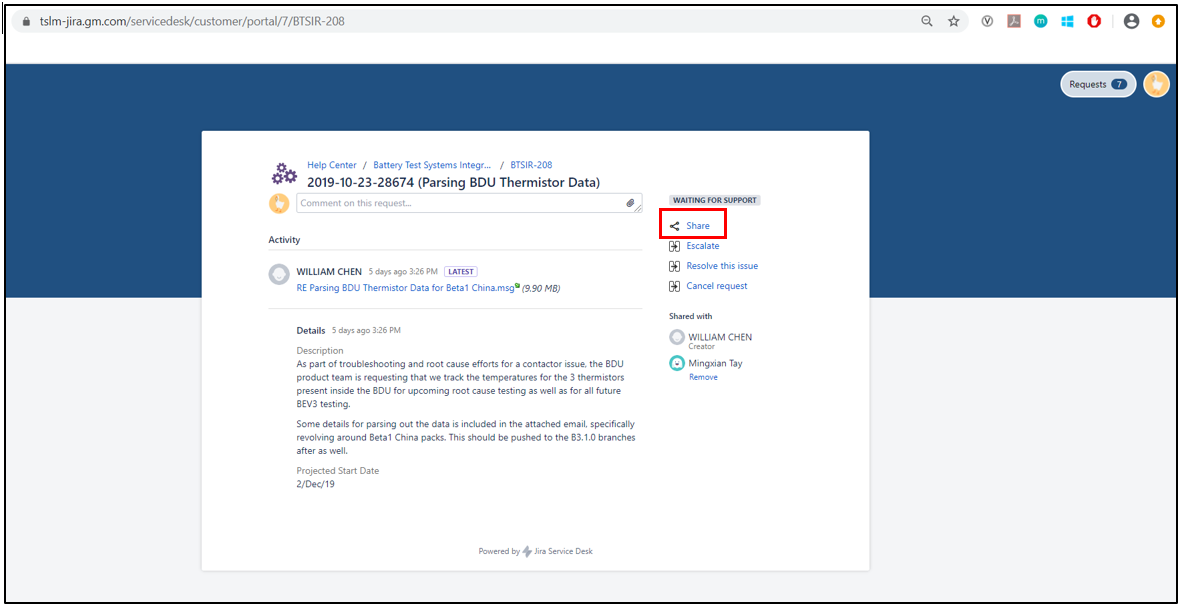 tslm-jira.gm.com/servicedesk/customer/portal/7/BTSIR-208
Requests 7
Help Center / Battery Test Systems Integr... / BTSIR-208
2019-10-23-28674 (Parsing BDU Thermistor Data)
Comment on this request...
Activity
WILLIAM CHEN 5 days ago 3:26 PM LATEST
RE Parsing BDU Thermistor Data for Beta1 China.msg (9.90 MB)
Details 5 days ago 3:26 PM
Description
As part of troubleshooting and root cause efforts for a contactor issue, the BDU
product team is requesting that we track the temperatures for the 3 thermistors
present inside the BDU for upcoming root cause testing as well as for all future
BEV3 testing.
Some details for parsing out the data is included in the attached email, specifically
revolving around Beta1 China packs. This should be pushed to the B3.1.0 branches
after as well.
Projected Start Date
2/Dec/19
WAITING FOR SUPPORT
Share
Escalate
Resolve this issue
Cancel request
Shared with
WILLIAM CHEN
Creator
Mingxian Tay
Remove
Powered by Jira Service Desk